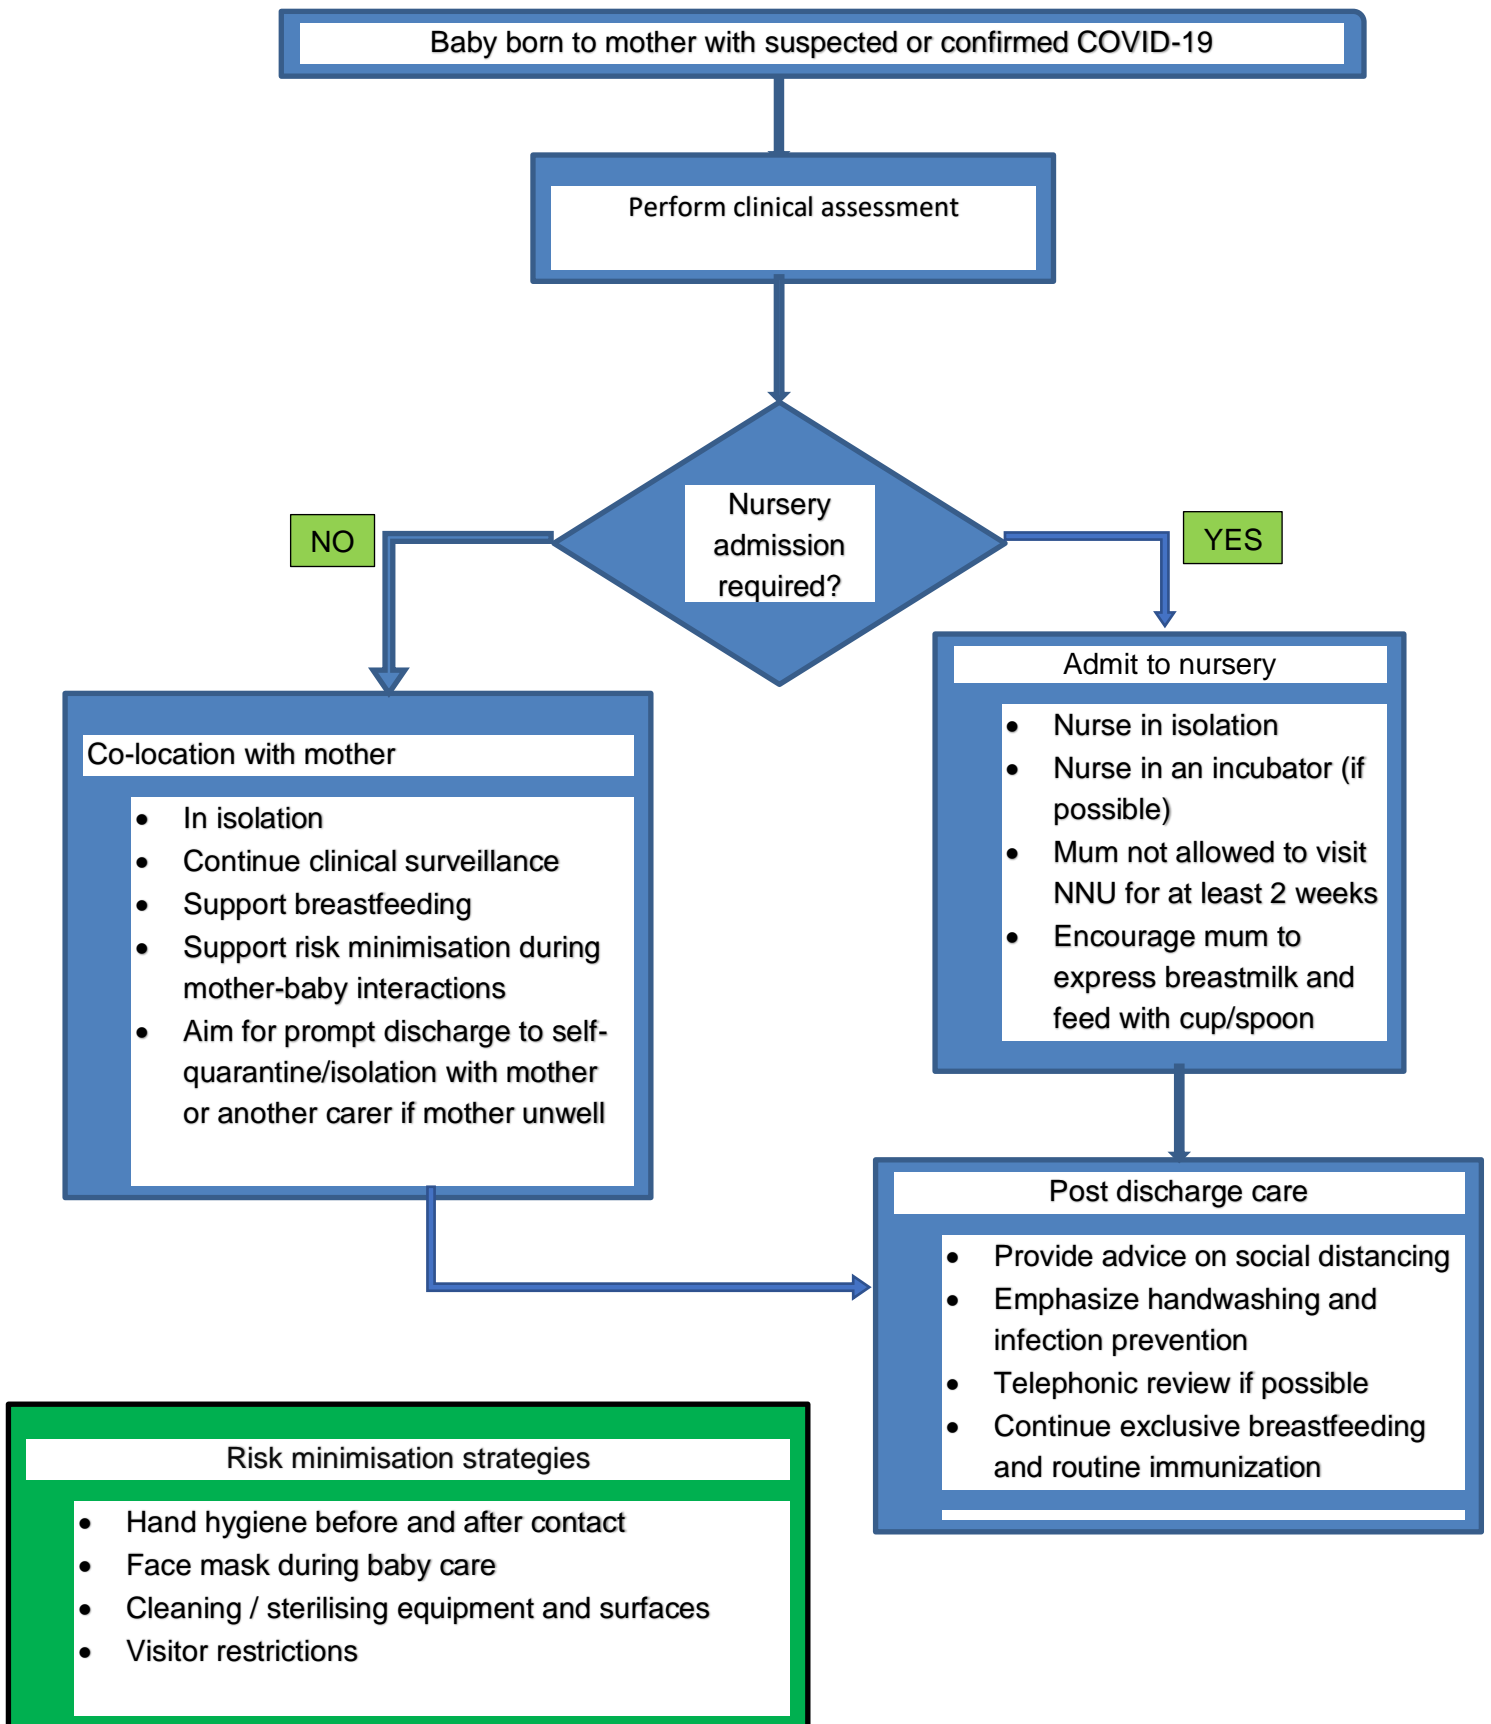 Baby born to mother with suspected or confirmed COVID-19
Perform clinical assessment
Nursery
admission
required?
NO
YES
Co-location with mother
• In isolation
• Continue clinical surveillance
• Support breastfeeding
• Support risk minimisation during
mother-baby interactions
• Aim for prompt discharge to self-
quarantine/isolation with mother
or another carer if mother unwell
Admit to nursery
• Nurse in isolation
• Nurse in an incubator (if
possible)
• Mum not allowed to visit
NNU for at least 2 weeks
• Encourage mum to
express breastmilk and
feed with cup/spoon
Post discharge care
• Provide advice on social distancing
• Emphasize handwashing and
infection prevention
• Telephonic review if possible
• Continue exclusive breastfeeding
and routine immunization
Risk minimisation strategies
• Hand hygiene before and after contact
• Face mask during baby care
• Cleaning / sterilising equipment and surfaces
• Visitor restrictions